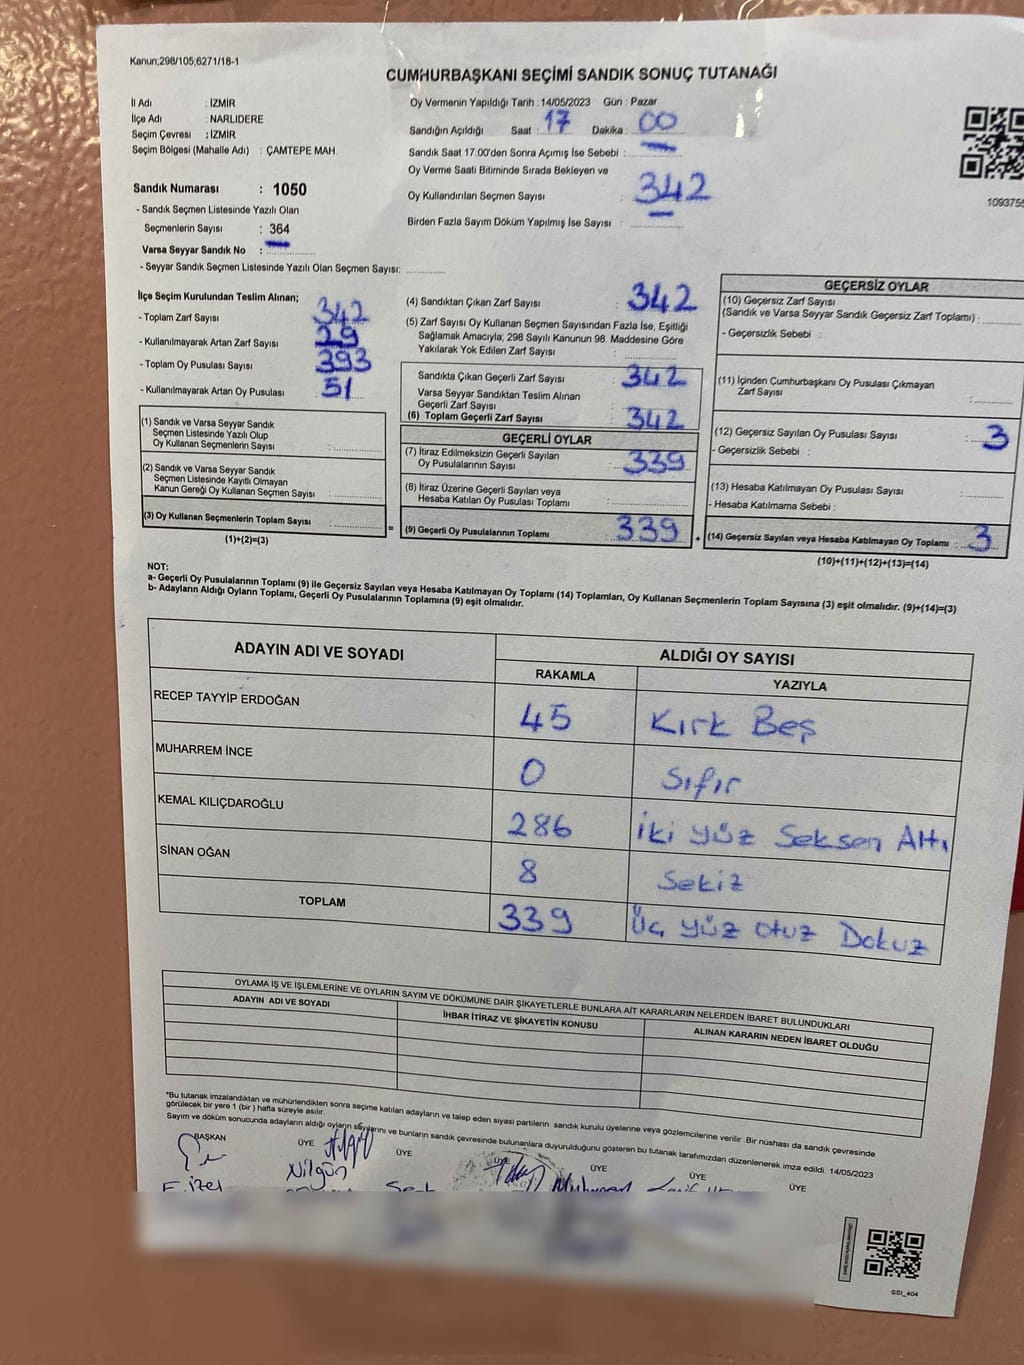 Kanun;298/105,6271/18-1
CUMHURBAŞKANI SEÇİMİ SANDIK SONUÇ TUTANAĞI
İl Adı : İZMİR
İlçe Adı : NARLIDERE
Seçim Çevresi : İZMİR
Seçim Bölgesi (Mahalle Adı) : ÇAMTEPE MAH.
Sandık Numarası : 1050
- Sandık Seçmen Listesinde Yazılı Olan
Seçmenlerin Sayısı : 364
Varsa Seyyar Sandık No :
- Seyyar Sandık Seçmen Listesinde Yazılı Olan Seçmen Sayısı:
Oy Vermenin Yapıldığı Tarih : 14/05/2023 Gün : Pazar
Sandığın Açıldığı Saat : 17 Dakika : 00
Sandık Saat 17:00'den Sonra Açımış İse Sebebi :
Oy Verme Saati Bitiminde Sırada Bekleyen ve
Oy Kullandırılan Seçmen Sayısı : 342
Birden Fazla Sayım Döküm Yapılmış İse Sayısı :
1093755
İlçe Seçim Kurulundan Teslim Alınan;
- Toplam Zarf Sayısı : 342
- Kullanılmayarak Artan Zarf Sayısı : 29
- Toplam Oy Pusulası Sayısı : 393
- Kullanılmayarak Artan Oy Pusulası : 51
(1) Sandık ve Varsa Seyyar Sandık
Seçmen Listesinde Yazılı Olup
Oy Kullanan Seçmenlerin Sayısı :
(2) Sandık ve Varsa Seyyar Sandık
Seçmen Listesinde Kayıtlı Olmayan
Kanun Gereği Oy Kullanan Seçmen Sayısı :
(3) Oy Kullanan Seçmenlerin Toplam Sayısı :
(1)+(2)=(3)
=
(4) Sandıktan Çıkan Zarf Sayısı : 342
(5) Zarf Sayısı Oy Kullanan Seçmen Sayısından Fazla İse, Eşitliği
Sağlamak Amacıyla; 298 Sayılı Kanunun 98. Maddesine Göre
Yakılarak Yok Edilen Zarf Sayısı :
Sandıkta Çıkan Geçerli Zarf Sayısı : 342
Varsa Seyyar Sandıktan Teslim Alınan
Geçerli Zarf Sayısı :
(6) Toplam Geçerli Zarf Sayısı : 342
GEÇERLİ OYLAR
(7) İtiraz Edilmeksizin Geçerli Sayılan
Oy Pusulalarının Sayısı : 339
(8) İtiraz Üzerine Geçerli Sayılan veya
Hesaba Katılan Oy Pusulası Toplamı :
(9) Geçerli Oy Pusulalarının Toplamı : 339
+
GEÇERSİZ OYLAR
(10) Geçersiz Zarf Sayısı
(Sandık ve Varsa Seyyar Sandık Geçersiz Zarf Toplamı) :
- Geçersizlik Sebebi :
(11) İçinden Cumhurbaşkanı Oy Pusulası Çıkmayan
Zarf Sayısı :
(12) Geçersiz Sayılan Oy Pusulası Sayısı : 3
- Geçersizlik Sebebi :
(13) Hesaba Katılmayan Oy Pusulası Sayısı :
- Hesaba Katılmama Sebebi :
(14) Geçersiz Sayılan veya Hesaba Katılmayan Oy Toplamı : 3
(10)+(11)+(12)+(13)=(14)
NOT:
a- Geçerli Oy Pusulalarının Toplamı (9) ile Geçersiz Sayılan veya Hesaba Katılmayan Oy Toplamı (14) Toplamları, Oy Kullanan Seçmenlerin Toplam Sayısına (3) eşit olmalıdır. (9)+(14)=(3)
b- Adayların Aldığı Oyların Toplamı, Geçerli Oy Pusulalarının Toplamına (9) eşit olmalıdır.
ADAYIN ADI VE SOYADI ALDIĞI OY SAYISI
RAKAMLA YAZIYLA
RECEP TAYYİP ERDOĞAN 45 Kırk Beş
MUHARREM İNCE 0 Sıfır
KEMAL KILIÇDAROĞLU 286 İki yüz Seksen Altı
SİNAN OĞAN 8 Sekiz
TOPLAM 339 Üç yüz otuz Dokuz
OYLAMA İŞ VE İŞLEMLERİNE VE OYLARIN SAYIM VE DÖKÜMÜNE DAİR ŞİKAYETLERLE BUNLARA AİT KARARLARIN NELERDEN İBARET BULUNDUKLARI
ADAYIN ADI VE SOYADI İHBAR İTİRAZ VE ŞİKAYETİN KONUSU ALINAN KARARIN NEDEN İBARET OLDUĞU
*Bu tutanak imzalandıktan ve mühürlendikten sonra seçime katılan adayların ve talep eden siyasi partilerin sandık kurulu üyelerine veya gözlemcilerine verilir. Bir nüshası da sandık çevresinde
görülecek bir yere 1 (bir ) hafta süreyle asılır.
Sayım ve döküm sonucunda adayların aldığı oyların sayılarını ve bunların sandık çevresinde bulunanlara duyurulduğunu gösteren bu tutanak tarafımızdan düzenlenerek imza edildi. 14/05/2023
BAŞKAN ÜYE ÜYE ÜYE ÜYE ÜYE ÜYE
Nilgün
SSI_404